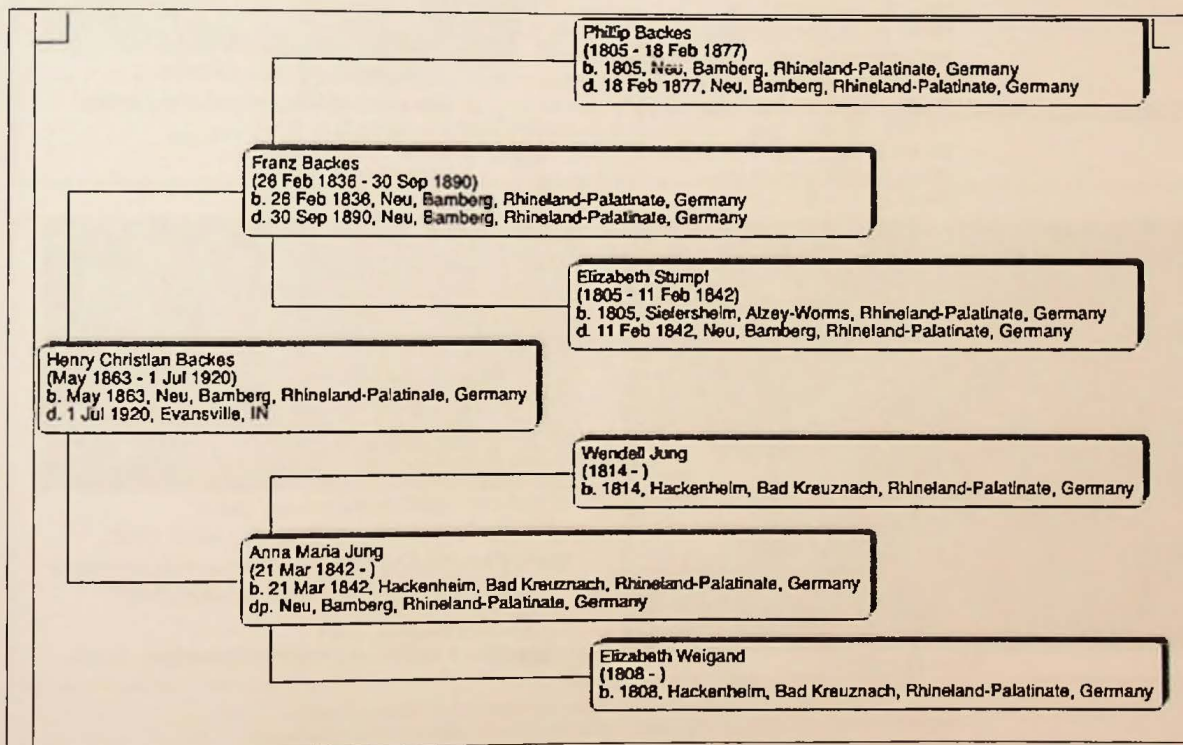 Phillip Backes
(1805 - 18 Feb 1877)
b. 1805, Neu, Bamberg, Rhineland-Palatinate, Germany
d. 18 Feb 1877, Neu, Bamberg, Rhineland-Palatinate, Germany
Franz Backes
(26 Feb 1836 - 30 Sep 1890)
b. 26 Feb 1836, Neu, Bamberg, Rhineland-Palatinate, Germany
d. 30 Sep 1890, Neu, Bamberg, Rhineland-Palatinate, Germany
Elizabeth Stumpf
(1805 - 11 Feb 1842)
b. 1805, Siefersheim, Alzey-Worms, Rhineland-Palatinate, Germany
d. 11 Feb 1842, Neu, Bamberg, Rhineland-Palatinate, Germany
Henry Christian Backes
(May 1863 - 1 Jul 1920)
b. May 1863, Neu, Bamberg, Rhineland-Palatinate, Germany
d. 1 Jul 1920, Evansville, IN
Wendell Jung
(1814 - )
b. 1814, Hackenheim, Bad Kreuznach, Rhineland-Palatinate, Germany
Anna Maria Jung
(21 Mar 1842 - )
b. 21 Mar 1842, Hackenheim, Bad Kreuznach, Rhineland-Palatinate, Germany
dp. Neu, Bamberg, Rhineland-Palatinate, Germany
Elizabeth Weigand
(1808 - )
b. 1808, Hackenheim, Bad Kreuznach, Rhineland-Palatinate, Germany